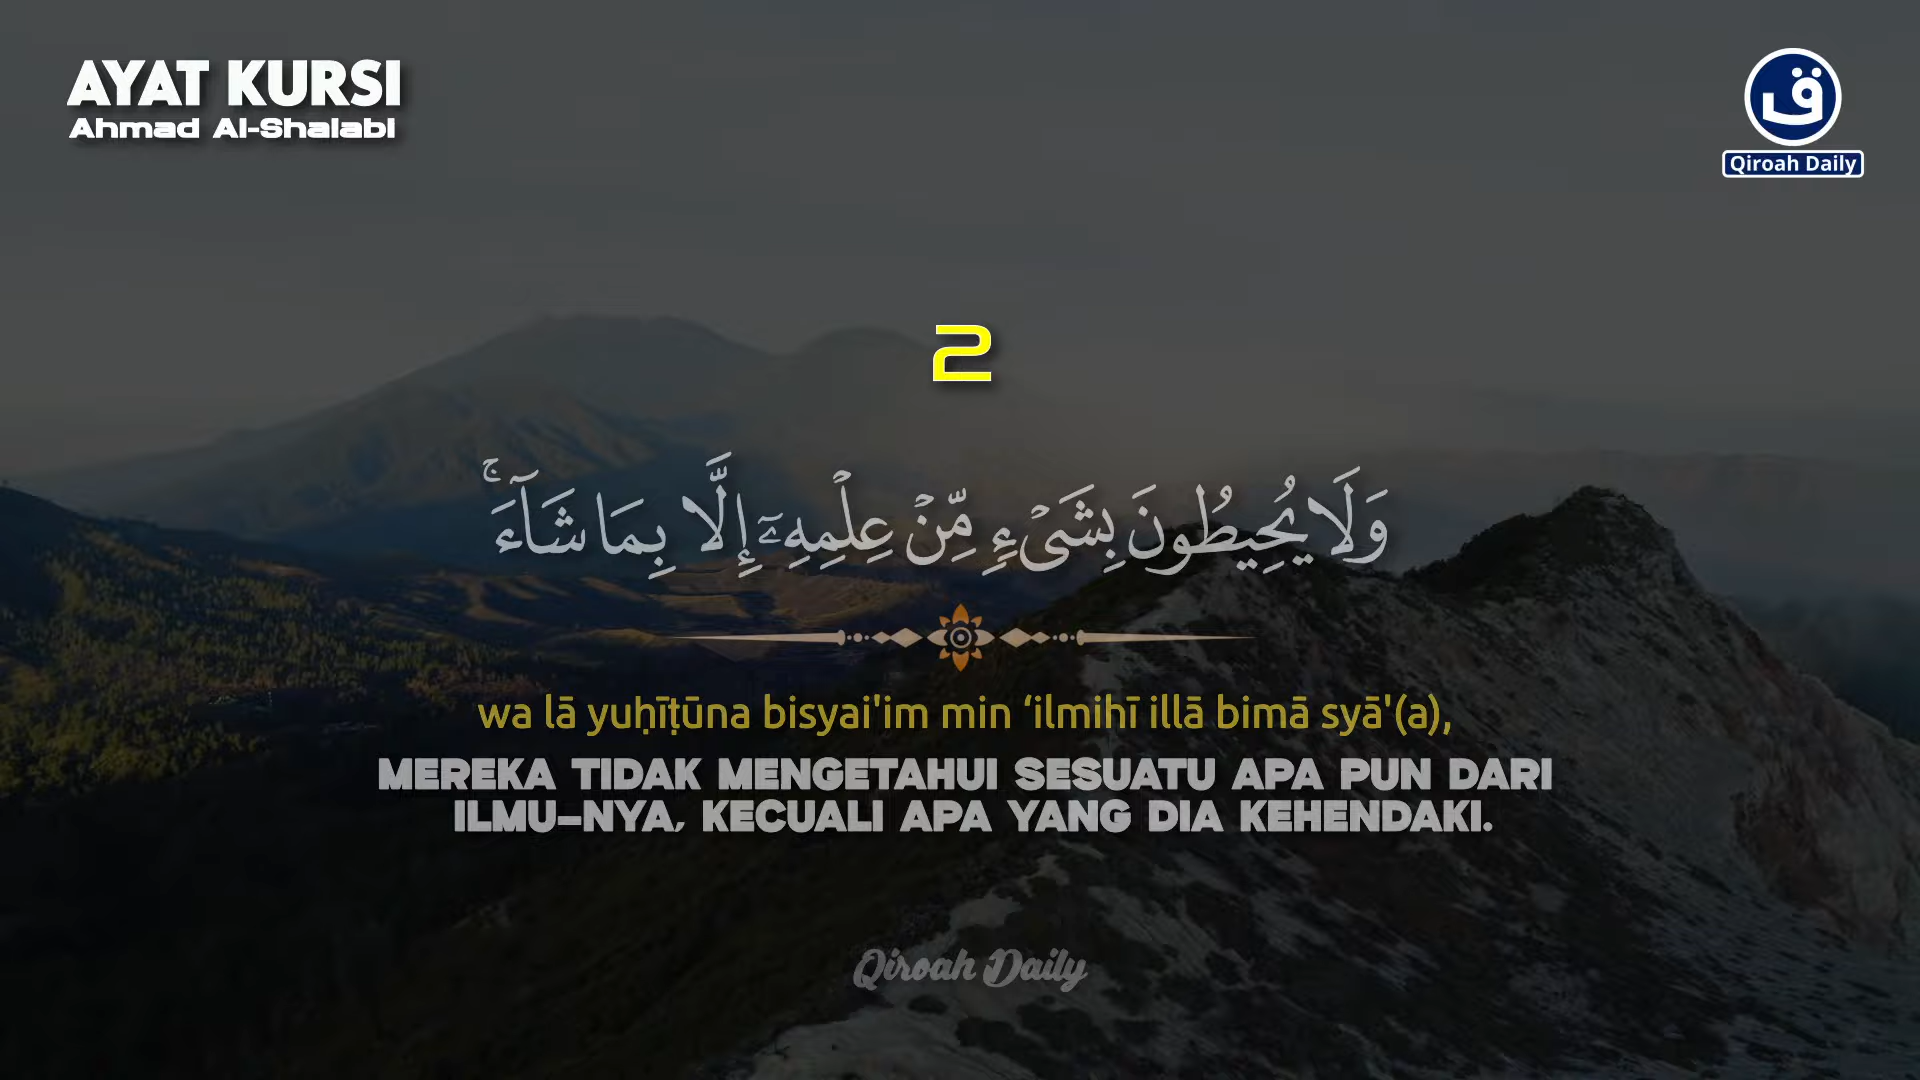 AYAT KURSI
Ahmad Al-Shalabi
ق
Qiroah Daily
2
وَلَا يُحِيطُونَ بِشَىْءٍ مِّنْ عِلْمِهِۦٓ إِلَّا بِمَا شَآءَ ۚ
wa lā yuḥīṭūna bisyai'im min ‘ilmihī illā bimā syā'(a),
MEREKA TIDAK MENGETAHUI SESUATU APA PUN DARI
ILMU-NYA, KECUALI APA YANG DIA KEHENDAKI.
Qiroah Daily